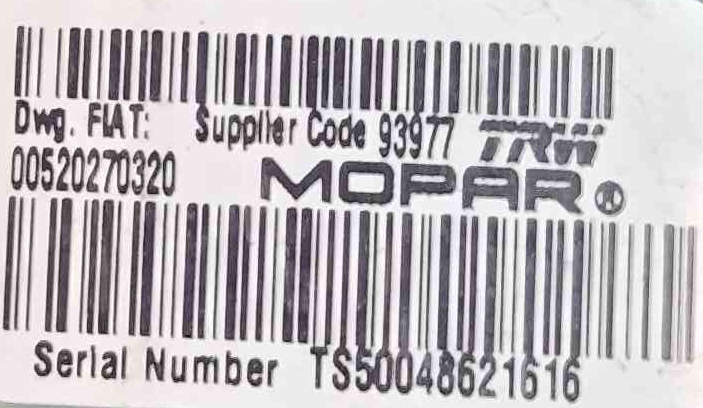 Dwg. FIAT: Supplier Code 93977 TRW
00520270320 MOPAR
Serial Number TS50048621616